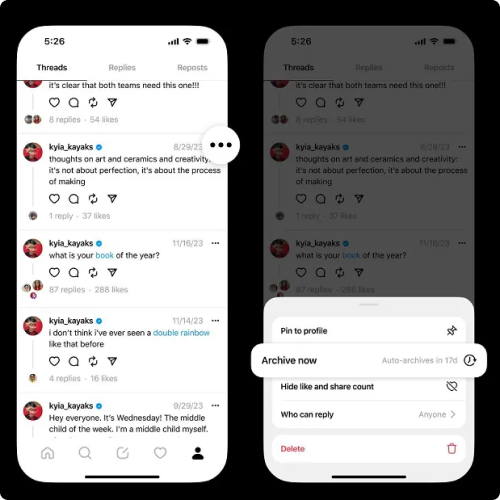 5:26
Threads Replies Reposts
it's clear that both teams need this one!!!
8 replies · 54 likes
kyia_kayaks 8/29/23
thoughts on art and ceramics and creativity:
it's not about perfection, it's about the process
of making
1 reply · 37 likes
kyia_kayaks 11/16/23
what is your book of the year?
87 replies · 288 likes
kyia_kayaks 11/14/23
i don't think i've ever seen a double rainbow
like that before
4 replies · 16 likes
kyia_kayaks 9/29/23
Hey everyone. It's Wednesday! The middle
child of the week. I'm a middle child myself.
5:26
Threads Replies Reposts
it's clear that both teams need this one!!!
8 replies · 54 likes
kyia_kayaks 8/29/23
thoughts on art and ceramics and creativity:
it's not about perfection, it's about the process
of making
1 reply · 37 likes
kyia_kayaks 11/16/23
what is your book of the year?
87 replies · 288 likes
Pin to profile
Archive now Auto-archives in 17d
Hide like and share count
Who can reply Anyone
Delete